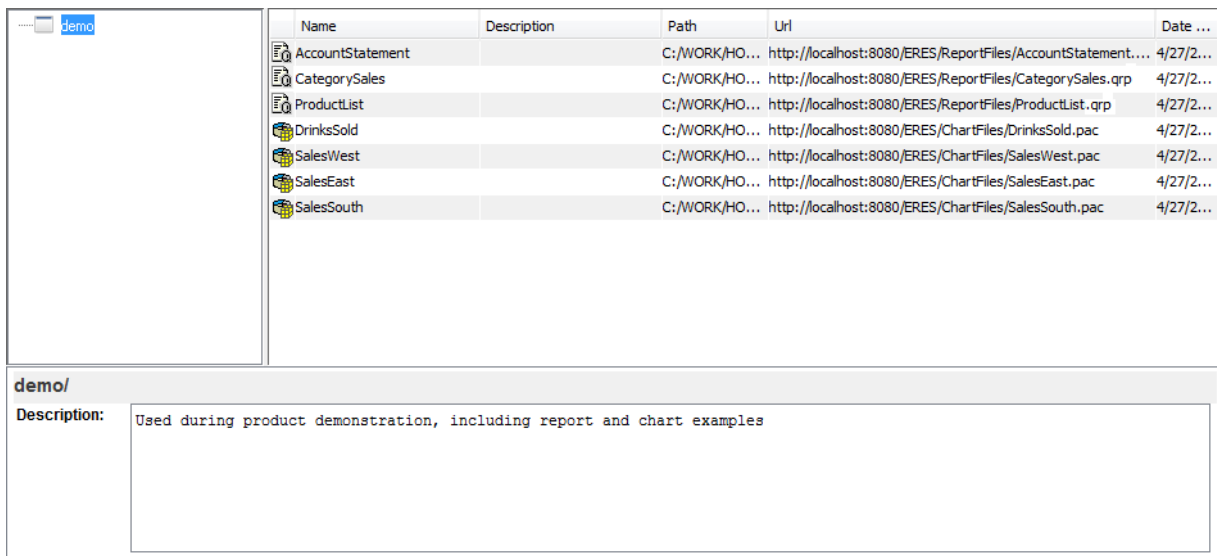 demo
Name Description Path Url Date ...
AccountStatement C:/WORK/HO... http://localhost:8080/ERES/ReportFiles/AccountStatement.... 4/27/2...
CategorySales C:/WORK/HO... http://localhost:8080/ERES/ReportFiles/CategorySales.qrp 4/27/2...
ProductList C:/WORK/HO... http://localhost:8080/ERES/ReportFiles/ProductList.qrp 4/27/2...
DrinksSold C:/WORK/HO... http://localhost:8080/ERES/ChartFiles/DrinksSold.pac 4/27/2...
SalesWest C:/WORK/HO... http://localhost:8080/ERES/ChartFiles/SalesWest.pac 4/27/2...
SalesEast C:/WORK/HO... http://localhost:8080/ERES/ChartFiles/SalesEast.pac 4/27/2...
SalesSouth C:/WORK/HO... http://localhost:8080/ERES/ChartFiles/SalesSouth.pac 4/27/2...
demo/
Description: Used during product demonstration, including report and chart examples